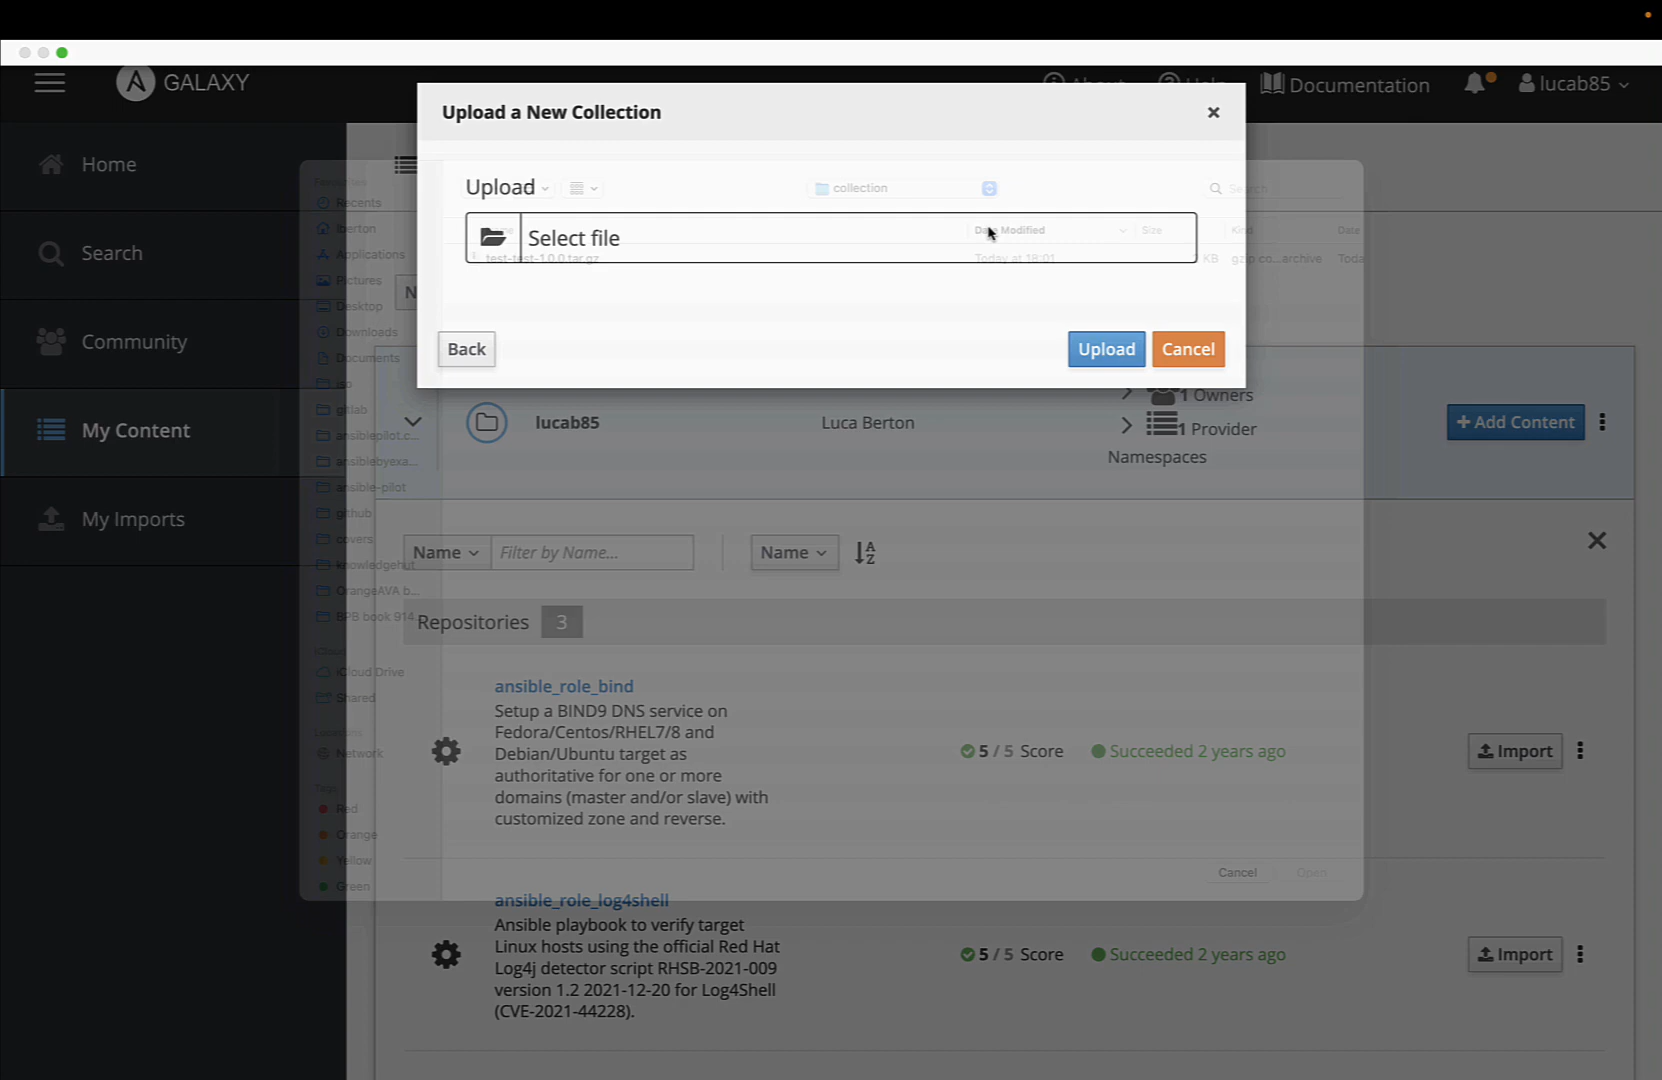 GALAXY
About
Help
Documentation
lucab85
Upload a New Collection
×
Home
Search
Community
My Content
My Imports
Upload
collection
Search
Select file
Date Modified
Size
Kind
Date
test-test-1.0.0.tar.gz
Today at 18:01
KB
gzip co...archive
Toda
Back
Upload
Cancel
Favourites
Recents
lberton
Applications
Pictures
Desktop
Downloads
Documents
gitlab
ansiblepilot.c...
ansiblebyexa...
ansible-pilot
github
covers
knowledgehut
OrangeAVA b...
BPB book 914...
iCloud
iCloud Drive
Shared
Locations
Network
Tags
Red
Orange
Yellow
Green
N
lucab85
Luca Berton
1 Owners
1 Provider
Namespaces
+ Add Content
Name
Filter by Name...
Name
Repositories 3
ansible_role_bind
Setup a BIND9 DNS service on
Fedora/Centos/RHEL7/8 and
Debian/Ubuntu target as
authoritative for one or more
domains (master and/or slave) with
customized zone and reverse.
5 / 5 Score
Succeeded 2 years ago
Import
Cancel
Open
ansible_role_log4shell
Ansible playbook to verify target
Linux hosts using the official Red Hat
Log4j detector script RHSB-2021-009
version 1.2 2021-12-20 for Log4Shell
(CVE-2021-44228).
5 / 5 Score
Succeeded 2 years ago
Import